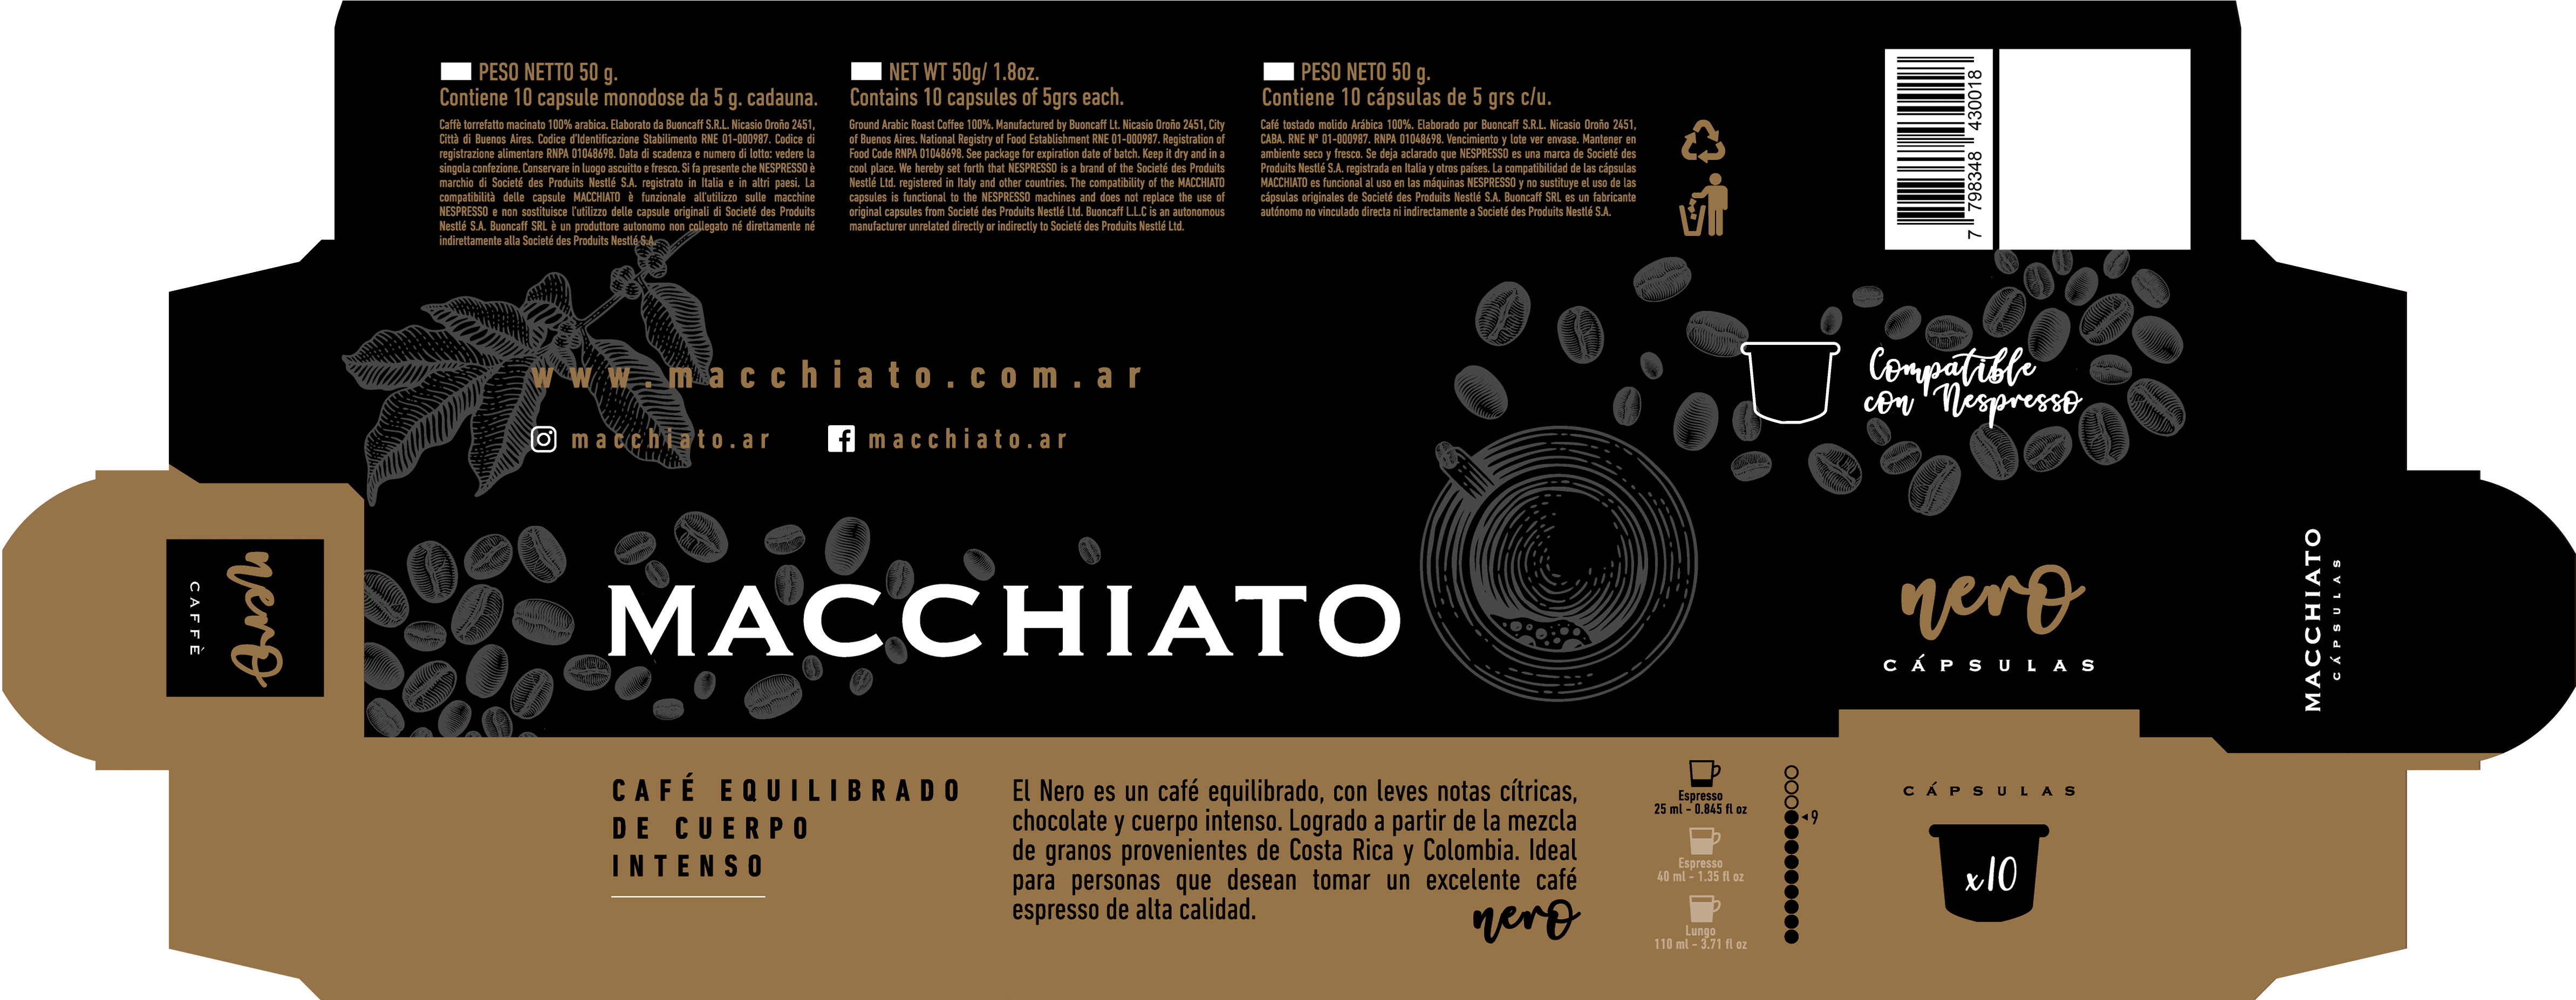 PESO NETTO 50 g.
Contiene 10 capsule monodose da 5 g. cadauna.
Caffè torrefatto macinato 100% arabica. Elaborato da Buoncaff S.R.L. Nicasio Oroño 2451,
Città di Buenos Aires. Codice d'Identificazione Stabilimento RNE 01-000987. Codice di
registrazione alimentare RNPA 01048698. Data di scadenza e numero di lotto: vedere la
singola confezione. Conservare in luogo ascuitto e fresco. Si fa presente che NESPRESSO è
marchio di Societé des Produits Nestlé S.A. registrato in Italia e in altri paesi. La
compatibilità delle capsule MACCHIATO è funzionale all'utilizzo sulle macchine
NESPRESSO e non sostituisce l'utilizzo delle capsule originali di Societé des Produits
Nestlé S.A. Buoncaff SRL è un produttore autonomo non collegato né direttamente né
indirettamente alla Societé des Produits Nestlé S.A.
NET WT 50g/ 1.8oz.
Contains 10 capsules of 5grs each.
Ground Arabic Roast Coffee 100%. Manufactured by Buoncaff Lt. Nicasio Oroño 2451, City
of Buenos Aires. National Registry of Food Establishment RNE 01-000987. Registration of
Food Code RNPA 01048698. See package for expiration date of batch. Keep it dry and in a
cool place. We hereby set forth that NESPRESSO is a brand of the Societé des Produits
Nestlé Ltd. registered in Italy and other countries. The compatibility of the MACCHIATO
capsules is functional to the NESPRESSO machines and does not replace the use of
original capsules from Societé des Produits Nestlé Ltd. Buoncaff L.L.C is an autonomous
manufacturer unrelated directly or indirectly to Societé des Produits Nestlé Ltd.
PESO NETO 50 g.
Contiene 10 cápsulas de 5 grs c/u.
Café tostado molido Arábica 100%. Elaborado por Buoncaff S.R.L. Nicasio Oroño 2451,
CABA. RNE Nº 01-000987. RNPA 01048698. Vencimiento y lote ver envase. Mantener en
ambiente seco y fresco. Se deja aclarado que NESPRESSO es una marca de Societé des
Produits Nestlé S.A. registrada en Italia y otros países. La compatibilidad de las cápsulas
MACCHIATO es funcional al uso en las máquinas NESPRESSO y no sustituye el uso de las
cápsulas originales de Societé des Produits Nestlé S.A. Buoncaff SRL es un fabricante
autónomo no vinculado directa ni indirectamente a Societé des Produits Nestlé S.A.
7 798348 430018
www.macchiato.com.ar
macchiato.ar
macchiato.ar
Compatible
con Nespresso
nero
CAFFÈ
MACCHIATO
nero
CÁPSULAS
MACCHIATO
CÁPSULAS
CAFÉ EQUILIBRADO
DE CUERPO
INTENSO
El Nero es un café equilibrado, con leves notas cítricas,
chocolate y cuerpo intenso. Logrado a partir de la mezcla
de granos provenientes de Costa Rica y Colombia. Ideal
para personas que desean tomar un excelente café
espresso de alta calidad.
nero
Espresso
25 ml - 0.845 fl oz
Espresso
40 ml - 1.35 fl oz
Lungo
110 ml - 3.71 fl oz
9
CÁPSULAS
x10